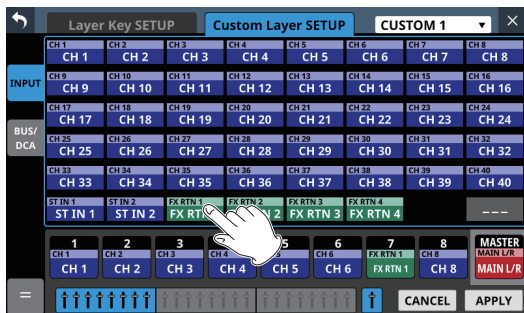 Layer Key SETUP Custom Layer SETUP CUSTOM 1
CH 1 CH 2 CH 3 CH 4 CH 5 CH 6 CH 7 CH 8
CH 1 CH 2 CH 3 CH 4 CH 5 CH 6 CH 7 CH 8
INPUT
CH 9 CH 10 CH 11 CH 12 CH 13 CH 14 CH 15 CH 16
CH 9 CH 10 CH 11 CH 12 CH 13 CH 14 CH 15 CH 16
CH 17 CH 18 CH 19 CH 20 CH 21 CH 22 CH 23 CH 24
CH 17 CH 18 CH 19 CH 20 CH 21 CH 22 CH 23 CH 24
BUS/
DCA
CH 25 CH 26 CH 27 CH 28 CH 29 CH 30 CH 31 CH 32
CH 25 CH 26 CH 27 CH 28 CH 29 CH 30 CH 31 CH 32
CH 33 CH 34 CH 35 CH 36 CH 37 CH 38 CH 39 CH 40
CH 33 CH 34 CH 35 CH 36 CH 37 CH 38 CH 39 CH 40
ST IN 1 ST IN 2 FX RTN 1 FX RTN 2 FX RTN 3 FX RTN 4
ST IN 1 ST IN 2 FX 2 FX RTN 3 FX RTN 4 ---
1 2 3 5 6 7 8 MASTER
CH 1 CH 2 CH 3 CH 6 FX RTN 1 CH 8 MAIN L/R
CH 1 CH 2 CH 3 CH 4 CH 5 CH 6 FX RTN 1 CH 8 MAIN L/R
CANCEL APPLY